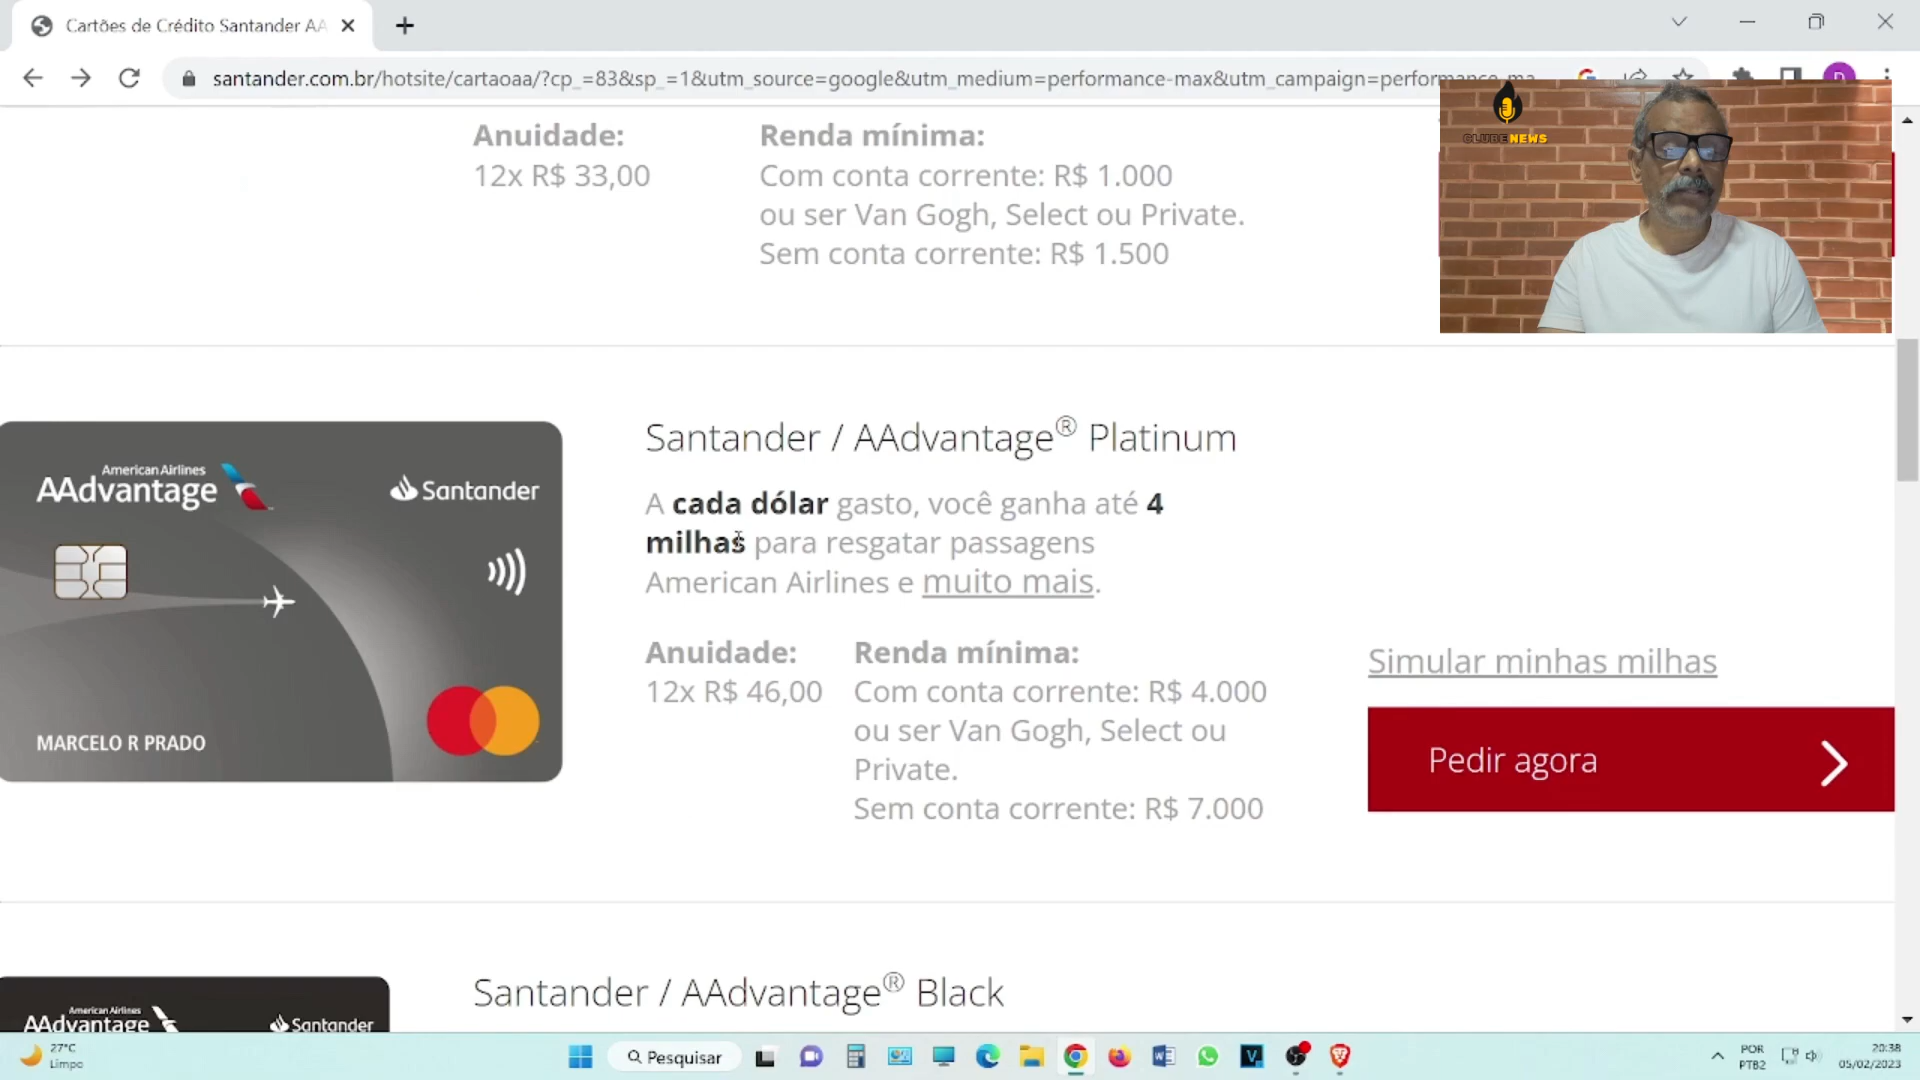 Cartões de Crédito Santander AA
santander.com.br/hotsite/cartaoaa/?cp_=83&sp_=1&utm_source=google&utm_medium=performance-max&utm_campaign=performance-ma
D
CLUBE NEWS
Anuidade:
12x R$ 33,00
Renda mínima:
Com conta corrente: R$ 1.000
ou ser Van Gogh, Select ou Private.
Sem conta corrente: R$ 1.500
American Airlines
AAdvantage
Santander
MARCELO R PRADO
Santander / AAdvantage® Platinum
A cada dólar gasto, você ganha até 4
milhas para resgatar passagens
American Airlines e muito mais.
Anuidade:
12x R$ 46,00
Renda mínima:
Com conta corrente: R$ 4.000
ou ser Van Gogh, Select ou
Private.
Sem conta corrente: R$ 7.000
Simular minhas milhas
Pedir agora
American Airlines
AAdvantage
Santander
Santander / AAdvantage® Black
27°C
Limpo
Pesquisar
POR
PTB2
20:38
05/02/2023